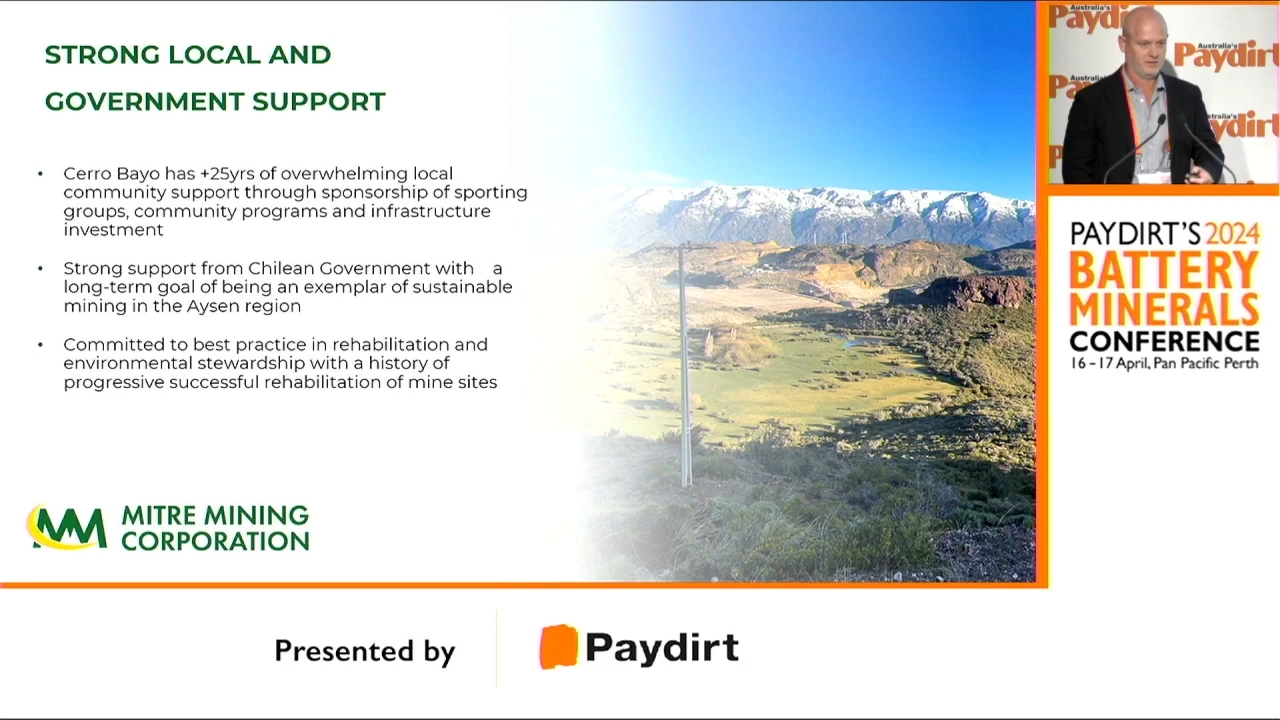 STRONG LOCAL AND
GOVERNMENT SUPPORT
• Cerro Bayo has +25yrs of overwhelming local
community support through sponsorship of sporting
groups, community programs and infrastructure
investment
• Strong support from Chilean Government with a
long-term goal of being an exemplar of sustainable
mining in the Aysen region
• Committed to best practice in rehabilitation and
environmental stewardship with a history of
progressive successful rehabilitation of mine sites
MITRE MINING
CORPORATION
Australia's
Paydirt
PAYDIRT'S 2024
BATTERY
MINERALS
CONFERENCE
16-17 April, Pan Pacific Perth
Presented by
Paydirt